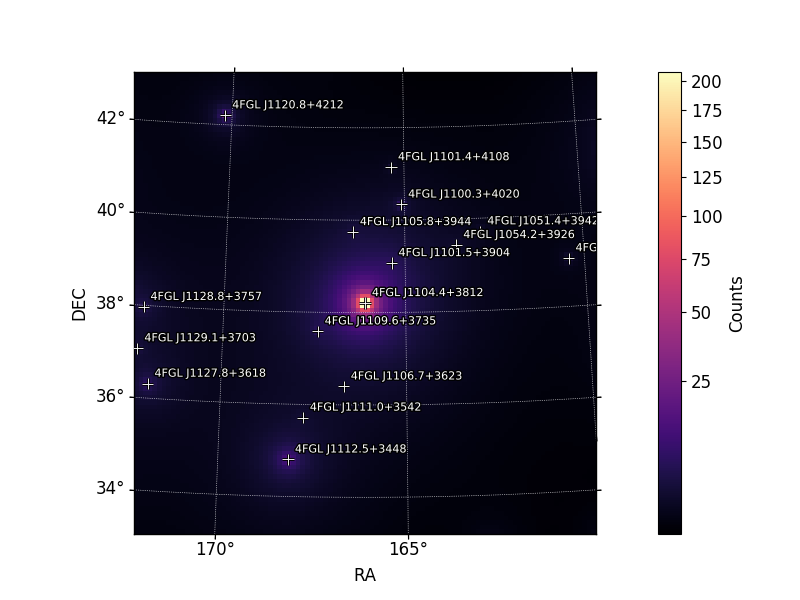 4FGL J1120.8+4212
4FGL J1101.4+4108
4FGL J1100.3+4020
4FGL J1105.8+3944
4FGL J1051.4+3942
4FGL J1054.2+3926
4FG
4FGL J1101.5+3904
4FGL J1104.4+3812
4FGL J1128.8+3757
4FGL J1109.6+3735
4FGL J1129.1+3703
4FGL J1127.8+3618
4FGL J1106.7+3623
4FGL J1111.0+3542
4FGL J1112.5+3448
42°
40°
38°
36°
34°
DEC
170°
165°
RA
200
175
150
125
100
75
50
25
Counts